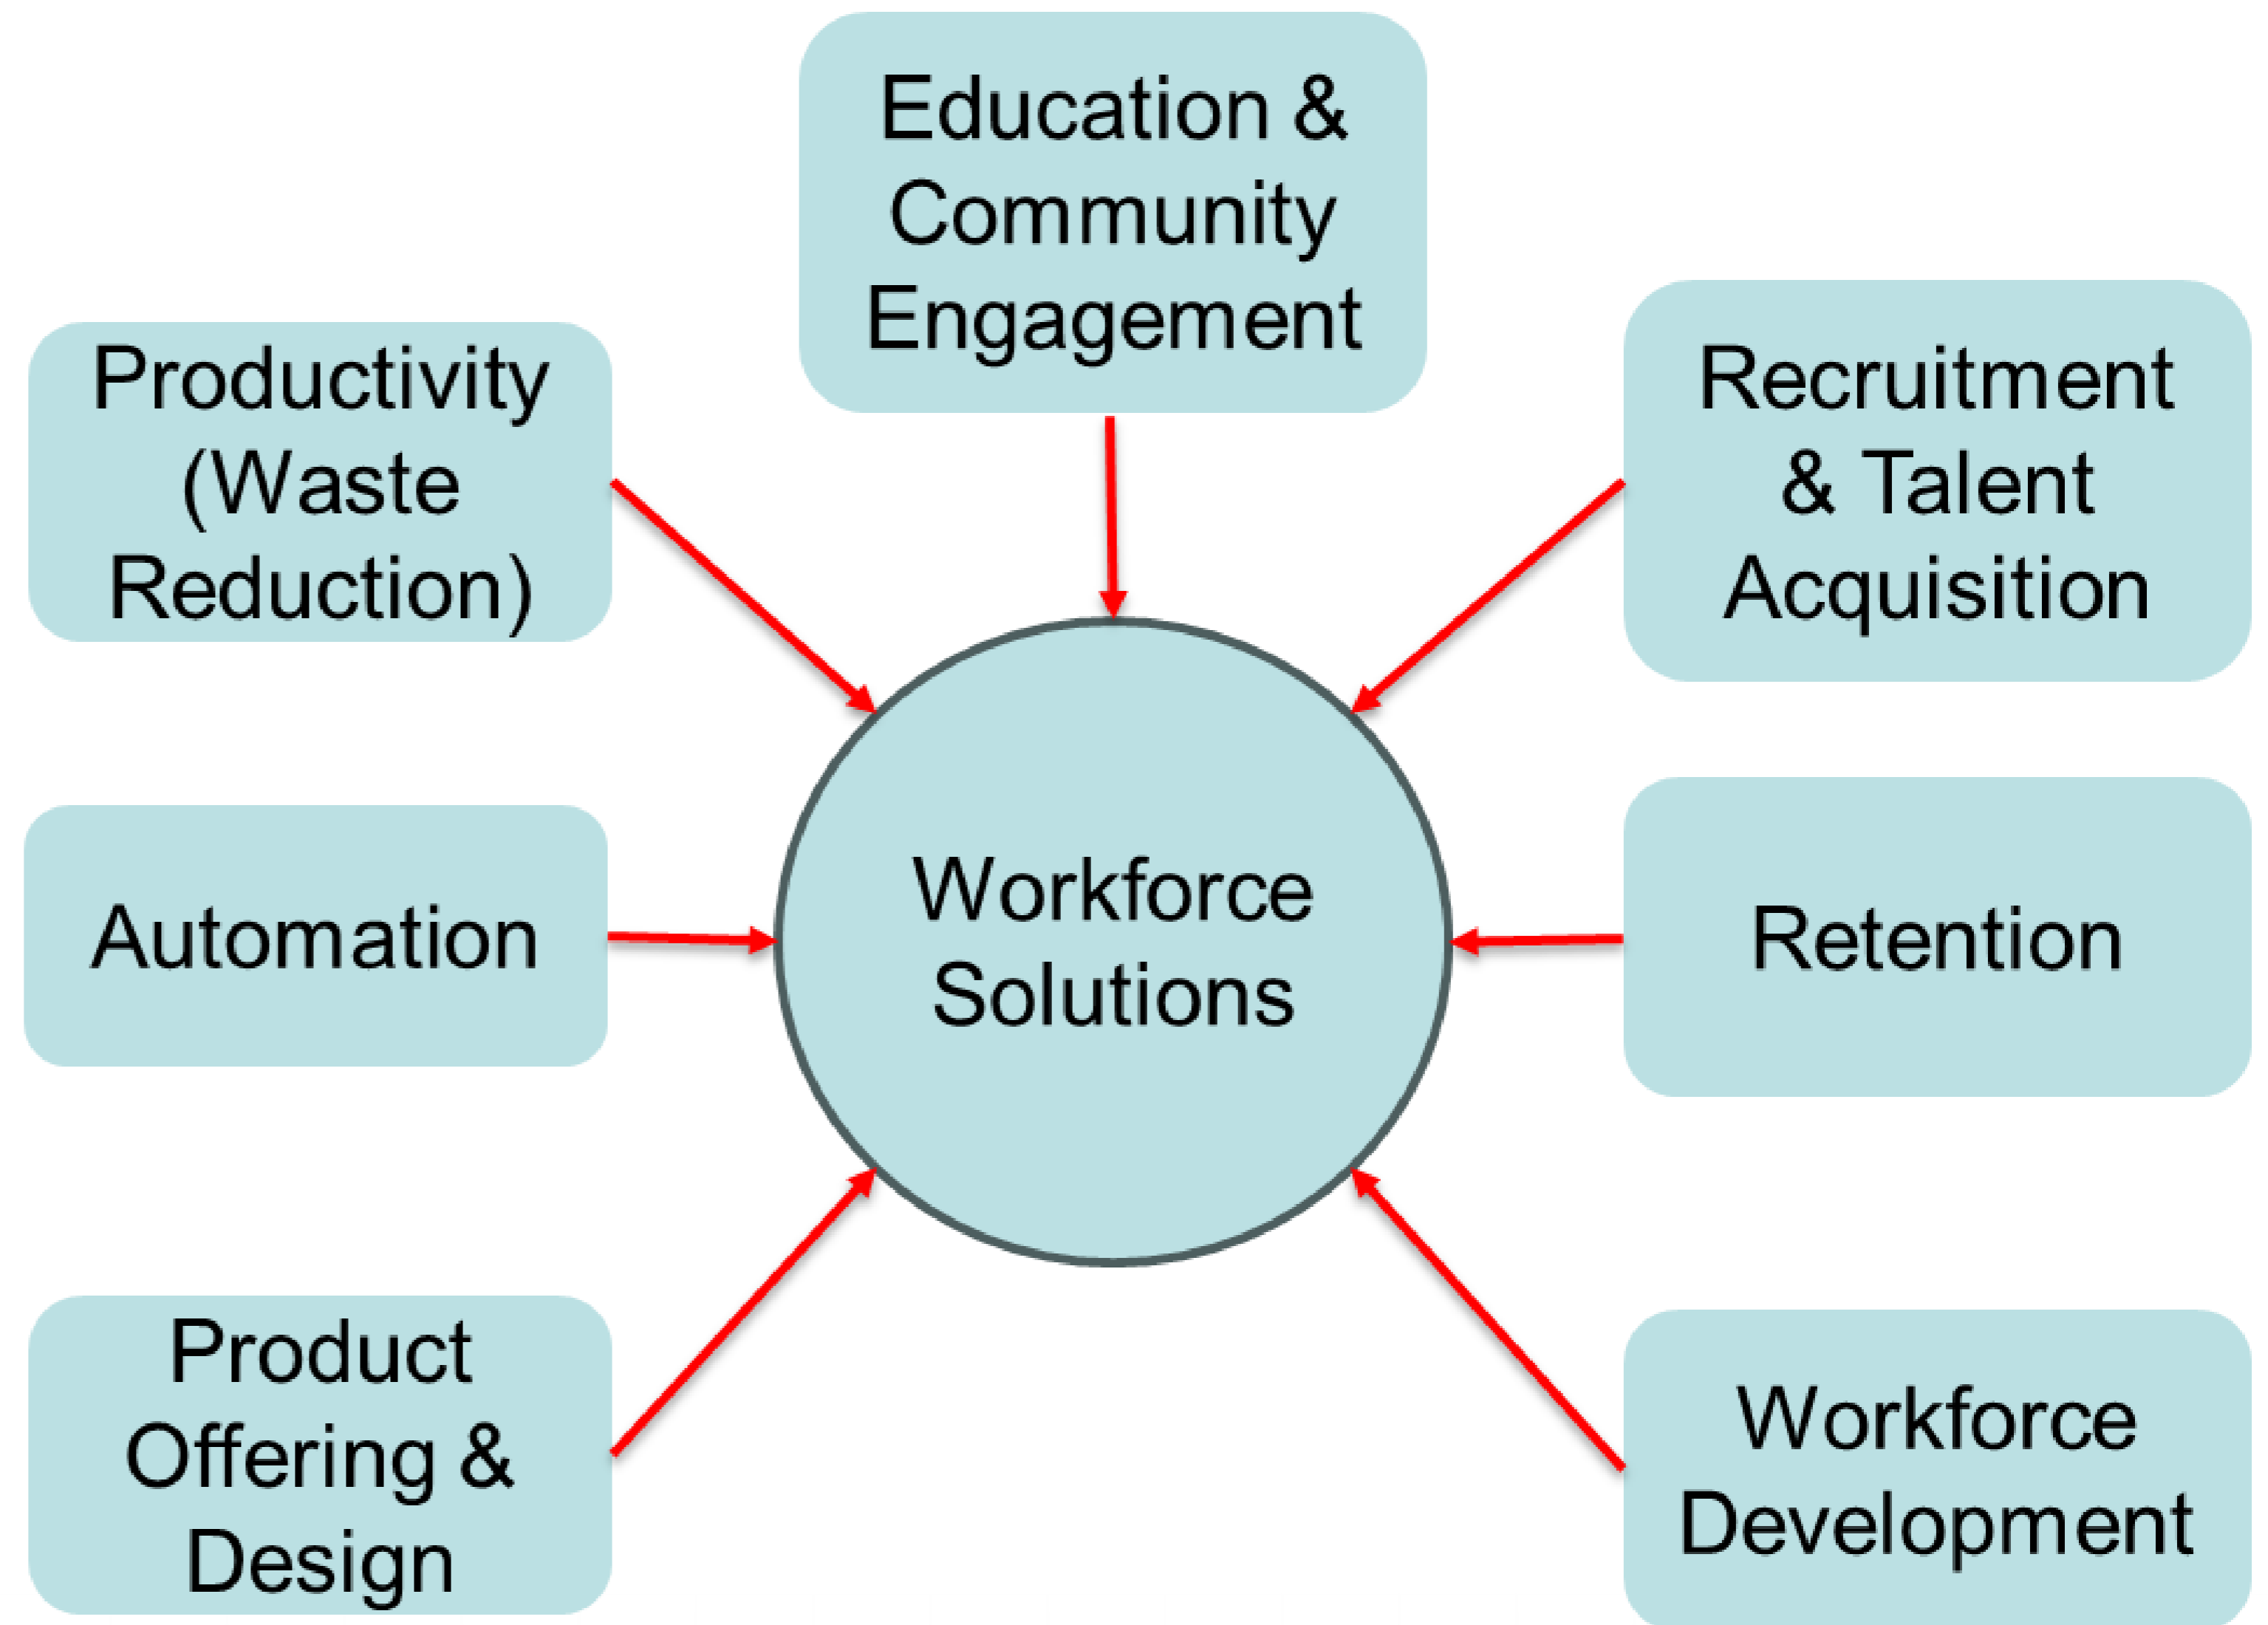 Education &
Community
Engagement
Productivity
(Waste
Reduction)
Recruitment
& Talent
Acquisition
Automation
Workforce
Solutions
Retention
Product
Offering &
Design
Workforce
Development